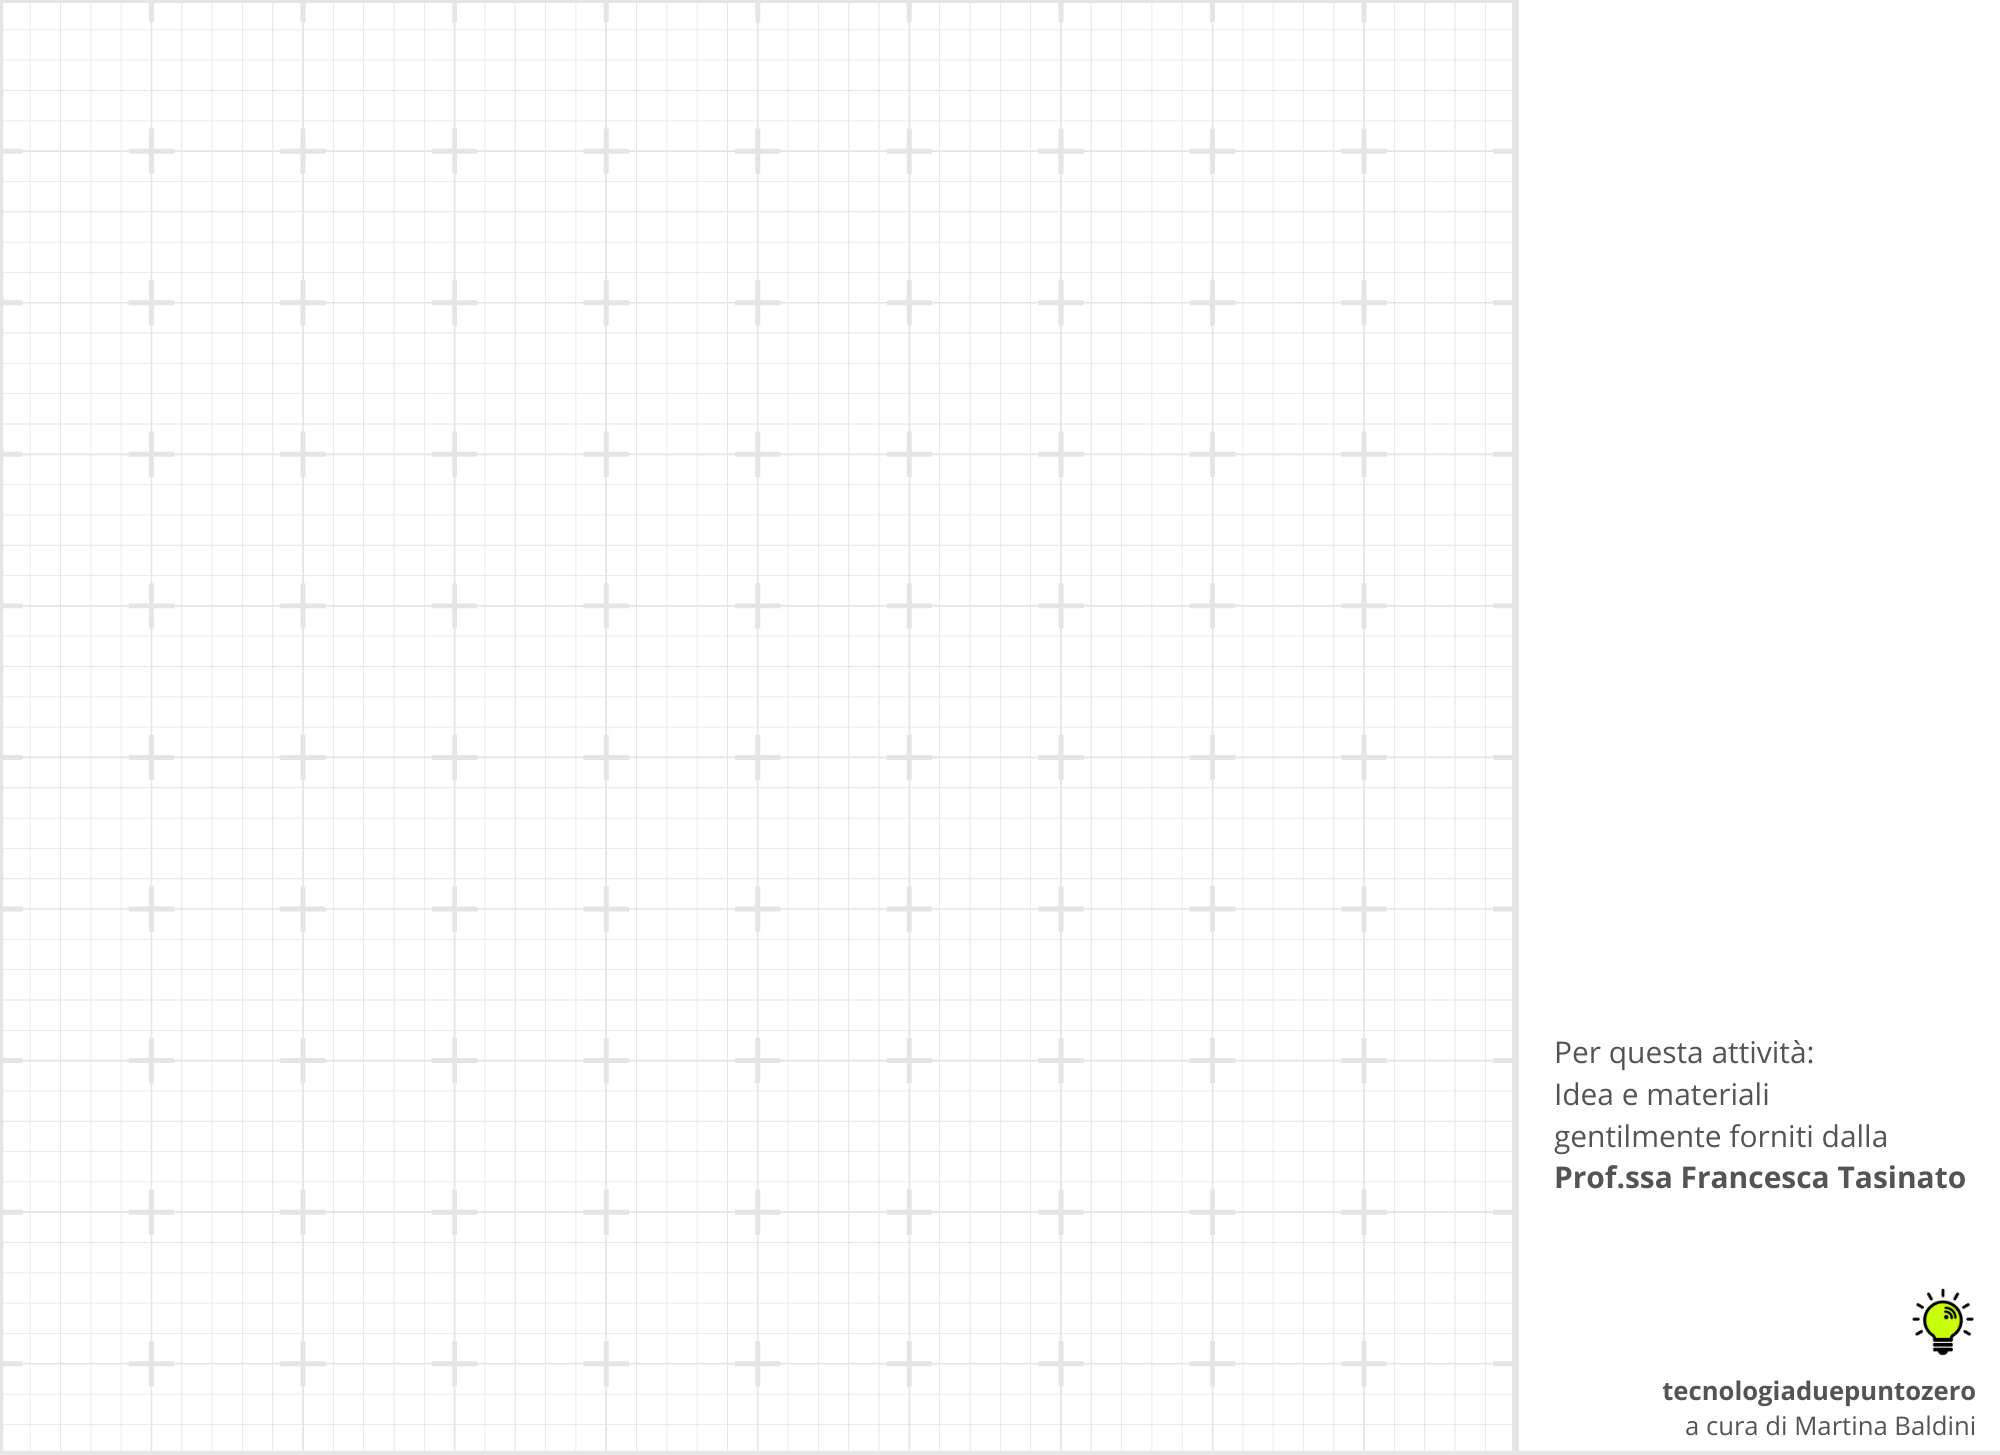 Per questa attività:
Idea e materiali
gentilmente forniti dalla
Prof.ssa Francesca Tasinato
tecnologiaduepuntozero
a cura di Martina Baldini